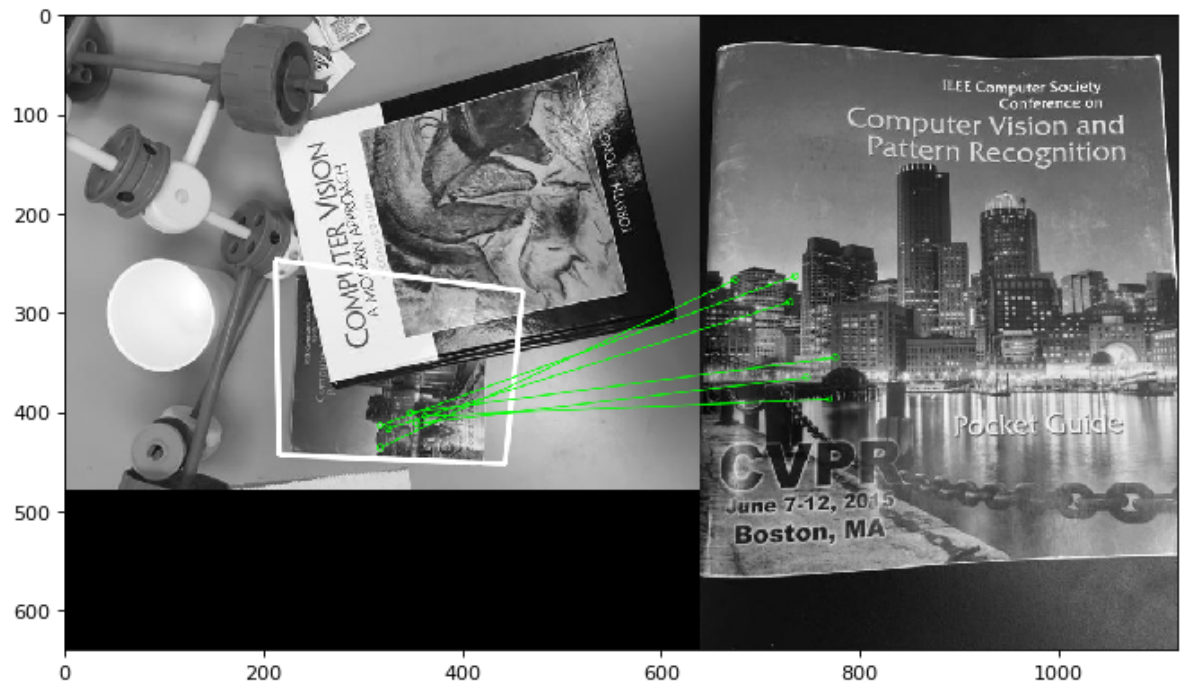 0
100
200
300
400
500
600
COMPUTER VISION
A MODERN APPROACH
SECOND EDITION
FORSYTH PONCE
IEEE Computer Society
Conference on
Computer Vision and
Pattern Recognition
Pocket Guide
CVPR
June 7-12, 2015
Boston, MA
0
200
400
600
800
1000